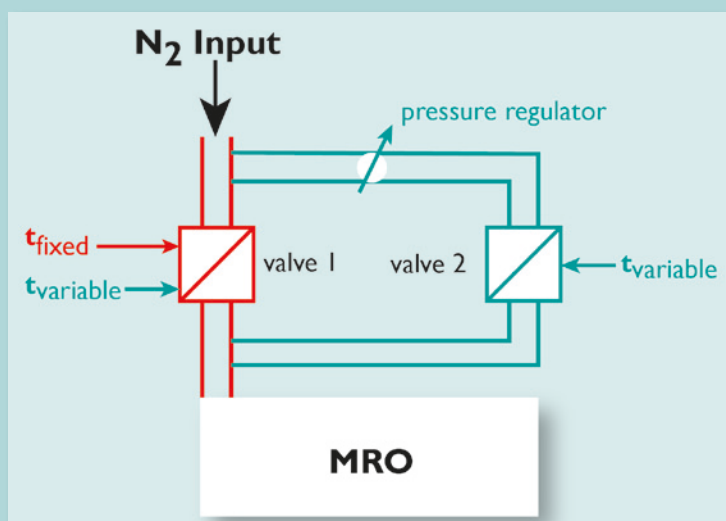 N2 Input
pressure regulator
tfixed
valve 1
valve 2
tvariable
tvariable
MRO